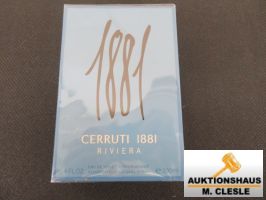 1881
CERRUTI 1881
RIVIERA
AUKTIONSHAUS
M. CLESLE